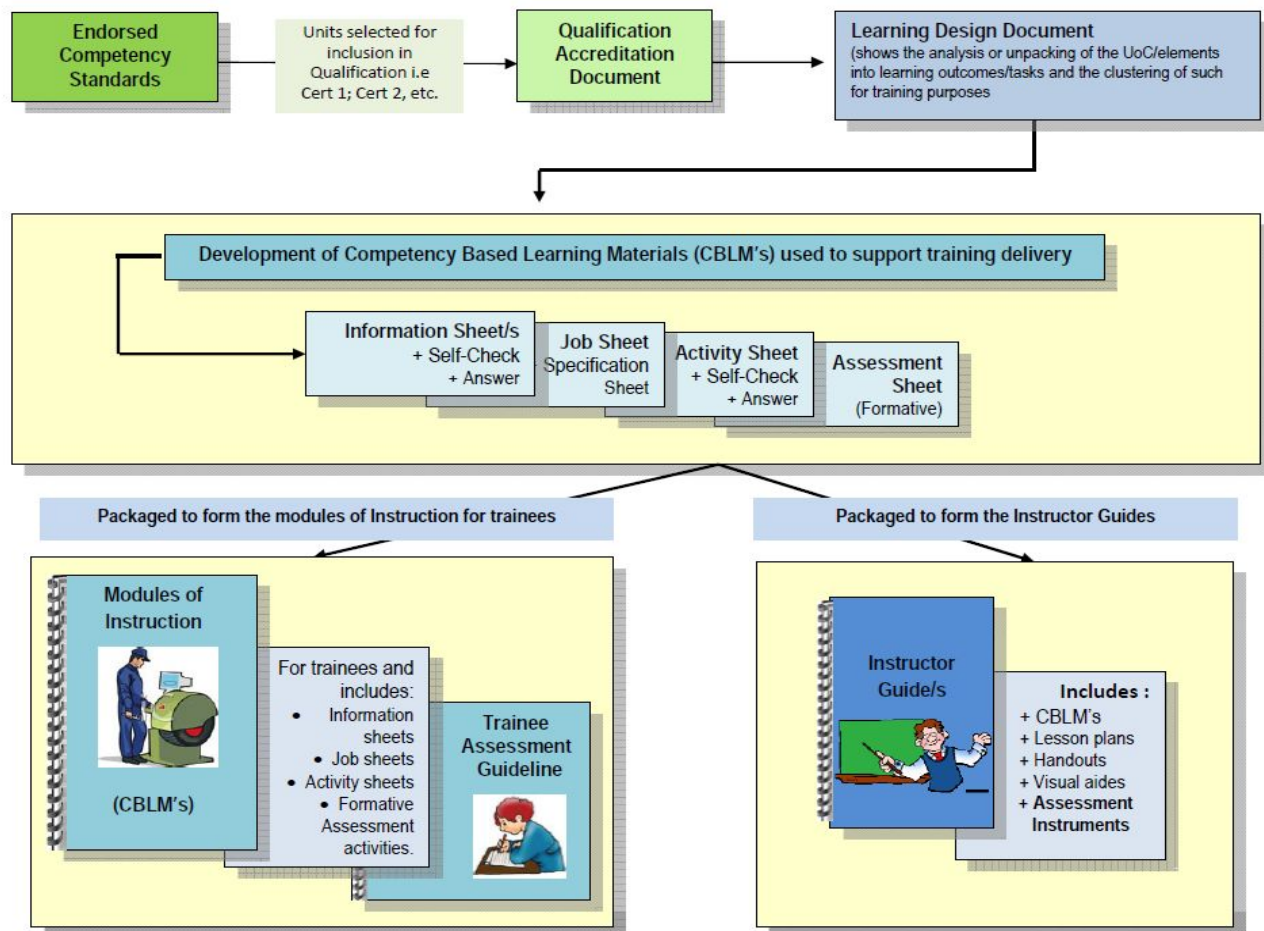 Endorsed
Competency
Standards
Units selected for
inclusion in
Qualification i.e
Cert 1; Cert 2, etc.
Qualification
Accreditation
Document
Learning Design Document
(shows the analysis or unpacking of the UoC/elements
into learning outcomes/tasks and the clustering of such
for training purposes
Development of Competency Based Learning Materials (CBLM's) used to support training delivery
Information Sheet/s
+ Self-Check
+ Answer
Job Sheet
Specification
Sheet
Activity Sheet
+ Self-Check
+ Answer
Assessment
Sheet
(Formative)
Packaged to form the modules of Instruction for trainees
Packaged to form the Instructor Guides
Modules of
Instruction
(CBLM's)
For trainees and
includes:
• Information
sheets
• Job sheets
• Activity sheets
• Formative
Assessment
activities.
Trainee
Assessment
Guideline
Instructor
Guide/s
Includes :
+ CBLM's
+ Lesson plans
+ Handouts
+ Visual aides
+ Assessment
Instruments